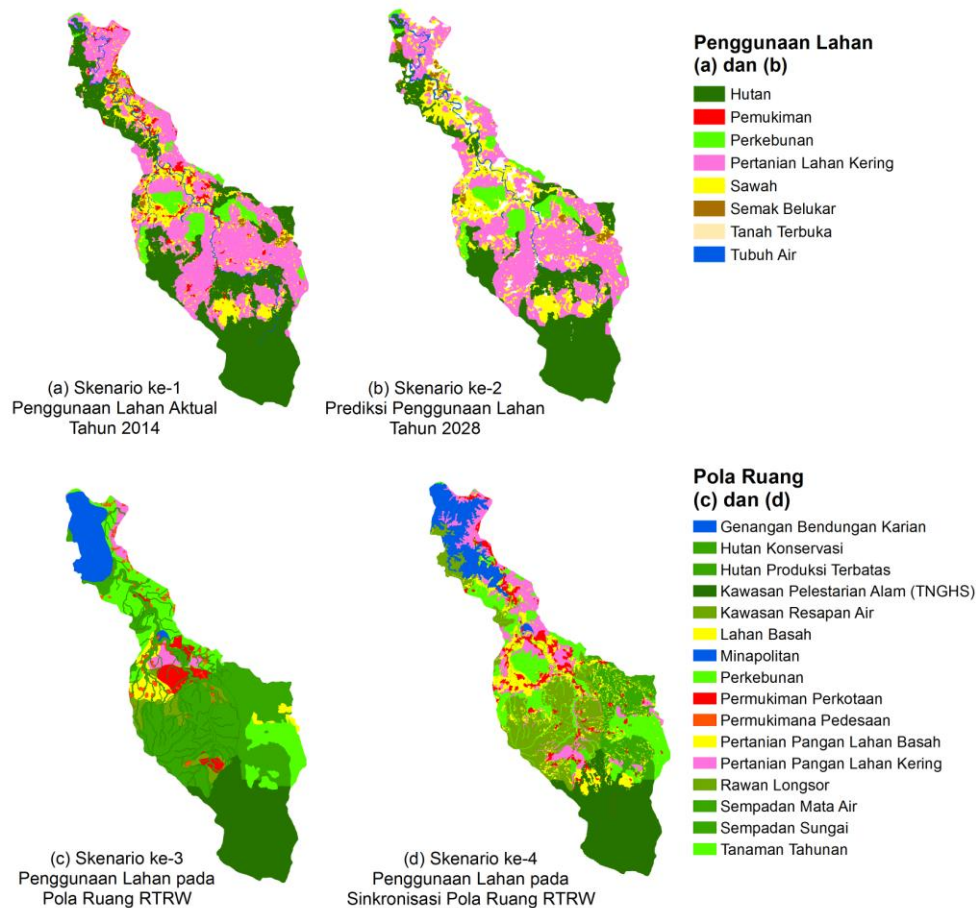 Penggunaan Lahan
(a) dan (b)
Hutan
Pemukiman
Perkebunan
Pertanian Lahan Kering
Sawah
Semak Belukar
Tanah Terbuka
Tubuh Air
(a) Skenario ke-1
Penggunaan Lahan Aktual
Tahun 2014
(b) Skenario ke-2
Prediksi Penggunaan Lahan
Tahun 2028
Pola Ruang
(c) dan (d)
Genangan Bendungan Karian
Hutan Konservasi
Hutan Produksi Terbatas
Kawasan Pelestarian Alam (TNGHS)
Kawasan Resapan Air
Lahan Basah
Minapolitan
Perkebunan
Permukiman Perkotaan
Permukimana Pedesaan
Pertanian Pangan Lahan Basah
Pertanian Pangan Lahan Kering
Rawan Longsor
Sempadan Mata Air
Sempadan Sungai
Tanaman Tahunan
(c) Skenario ke-3
Penggunaan Lahan pada
Pola Ruang RTRW
(d) Skenario ke-4
Penggunaan Lahan pada
Sinkronisasi Pola Ruang RTRW